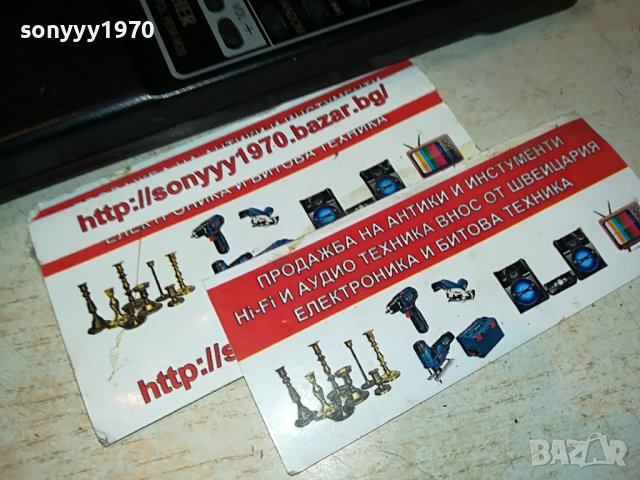 sonyyy1970
VOL
http://sonyyy1970.bazar.bg/
ЕЛЕКТРОНИКА И БИТОВА ТЕХНИКА
http://s
ПРОДАЖБА НА АНТИКИ И ИНСТУМЕНТИ
Hi-Fi И АУДИО ТЕХНИКА ВНОС ОТ ШВЕЙЦАРИЯ
ЕЛЕКТРОНИКА И БИТОВА ТЕХНИКА
BAZAR